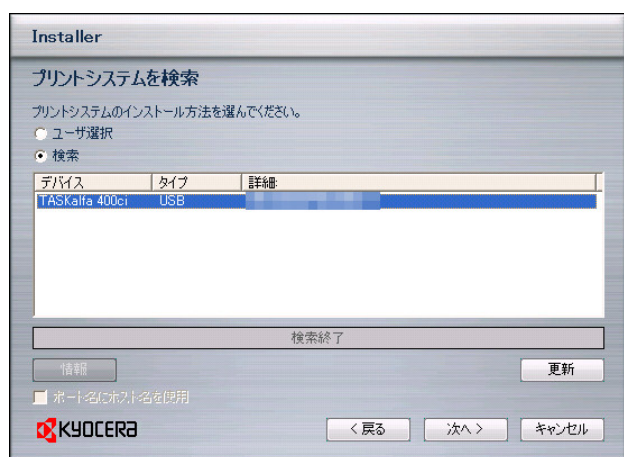 Installer
プリントシステムを検索
プリントシステムのインストール方法を選んでください。
ユーザ選択
検索
デバイス タイプ 詳細:
TASKalfa 400ci USB
検索終了
情報 更新
ポート名にホスト名を使用
KYOCERA <戻る 次へ> キャンセル